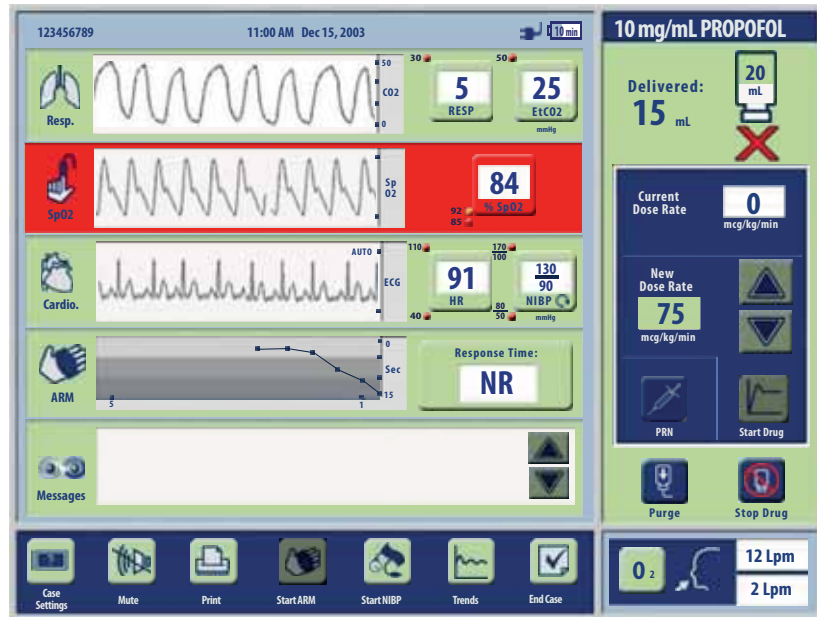 123456789 11:00 AM Dec 15, 2003 10 min
Resp.
50
CO2
0
30
5
RESP
50
25
EtCO2
mmHg
SpO2
Sp
O2
84
% SpO2
92
85
Cardio.
AUTO
ECG
110
40
91
HR
170
100
80
50
130
90
NIBP
mmHg
ARM
0
Sec
15
5 1
Response Time:
NR
Messages
Case
Settings
Mute
Print
Start ARM
Start NIBP
Trends
End Case
10 mg/mL PROPOFOL
Delivered:
15 mL
20
mL
Current
Dose Rate
0
mcg/kg/min
New
Dose Rate
75
mcg/kg/min
PRN
Start Drug
Purge
Stop Drug
O2
12 Lpm
2 Lpm